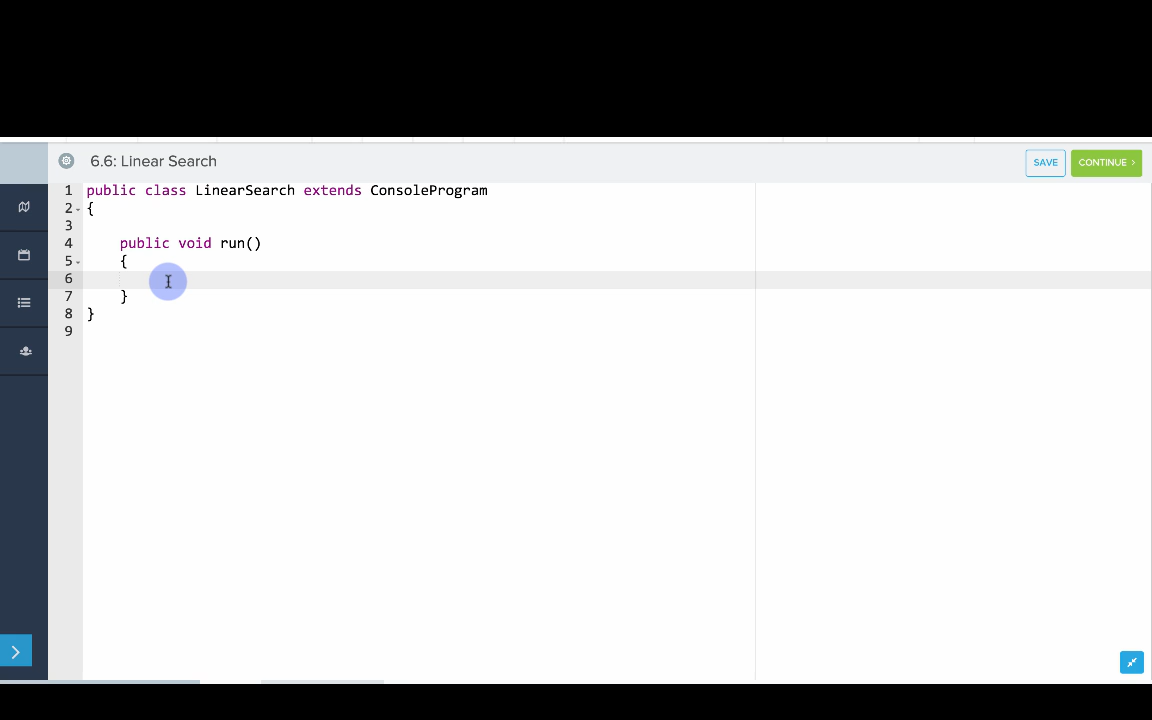 6.6: Linear Search
SAVE
CONTINUE >
1 public class LinearSearch extends ConsoleProgram
2 {
3
4 public void run()
5 {
6
7 }
8 }
9